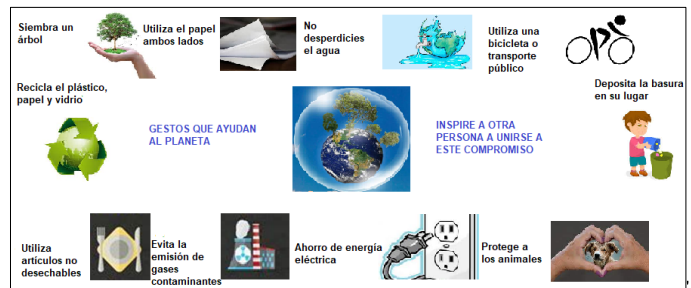 Siembra un
árbol
Utiliza el papel
ambos lados
No
desperdicies
el agua
Utiliza una
bicicleta o
transporte
público
Recicla el plástico,
papel y vidrio
GESTOS QUE AYUDAN
AL PLANETA
INSPIRE A OTRA
PERSONA A UNIRSE A
ESTE COMPROMISO
Deposita la basura
en su lugar
Utiliza
artículos no
desechables
Evita la
emisión de
gases
contaminantes
Ahorro de energía
eléctrica
Protege a
los animales